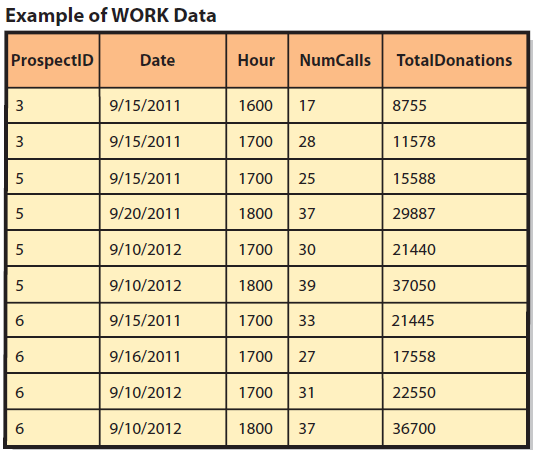 Example of WORK Data
ProspectID Date Hour NumCalls TotalDonations
3 9/15/2011 1600 17 8755
3 9/15/2011 1700 28 11578
5 9/15/2011 1700 25 15588
5 9/20/2011 1800 37 29887
5 9/10/2012 1700 30 21440
5 9/10/2012 1800 39 37050
6 9/15/2011 1700 33 21445
6 9/16/2011 1700 27 17558
6 9/10/2012 1700 31 22550
6 9/10/2012 1800 37 36700